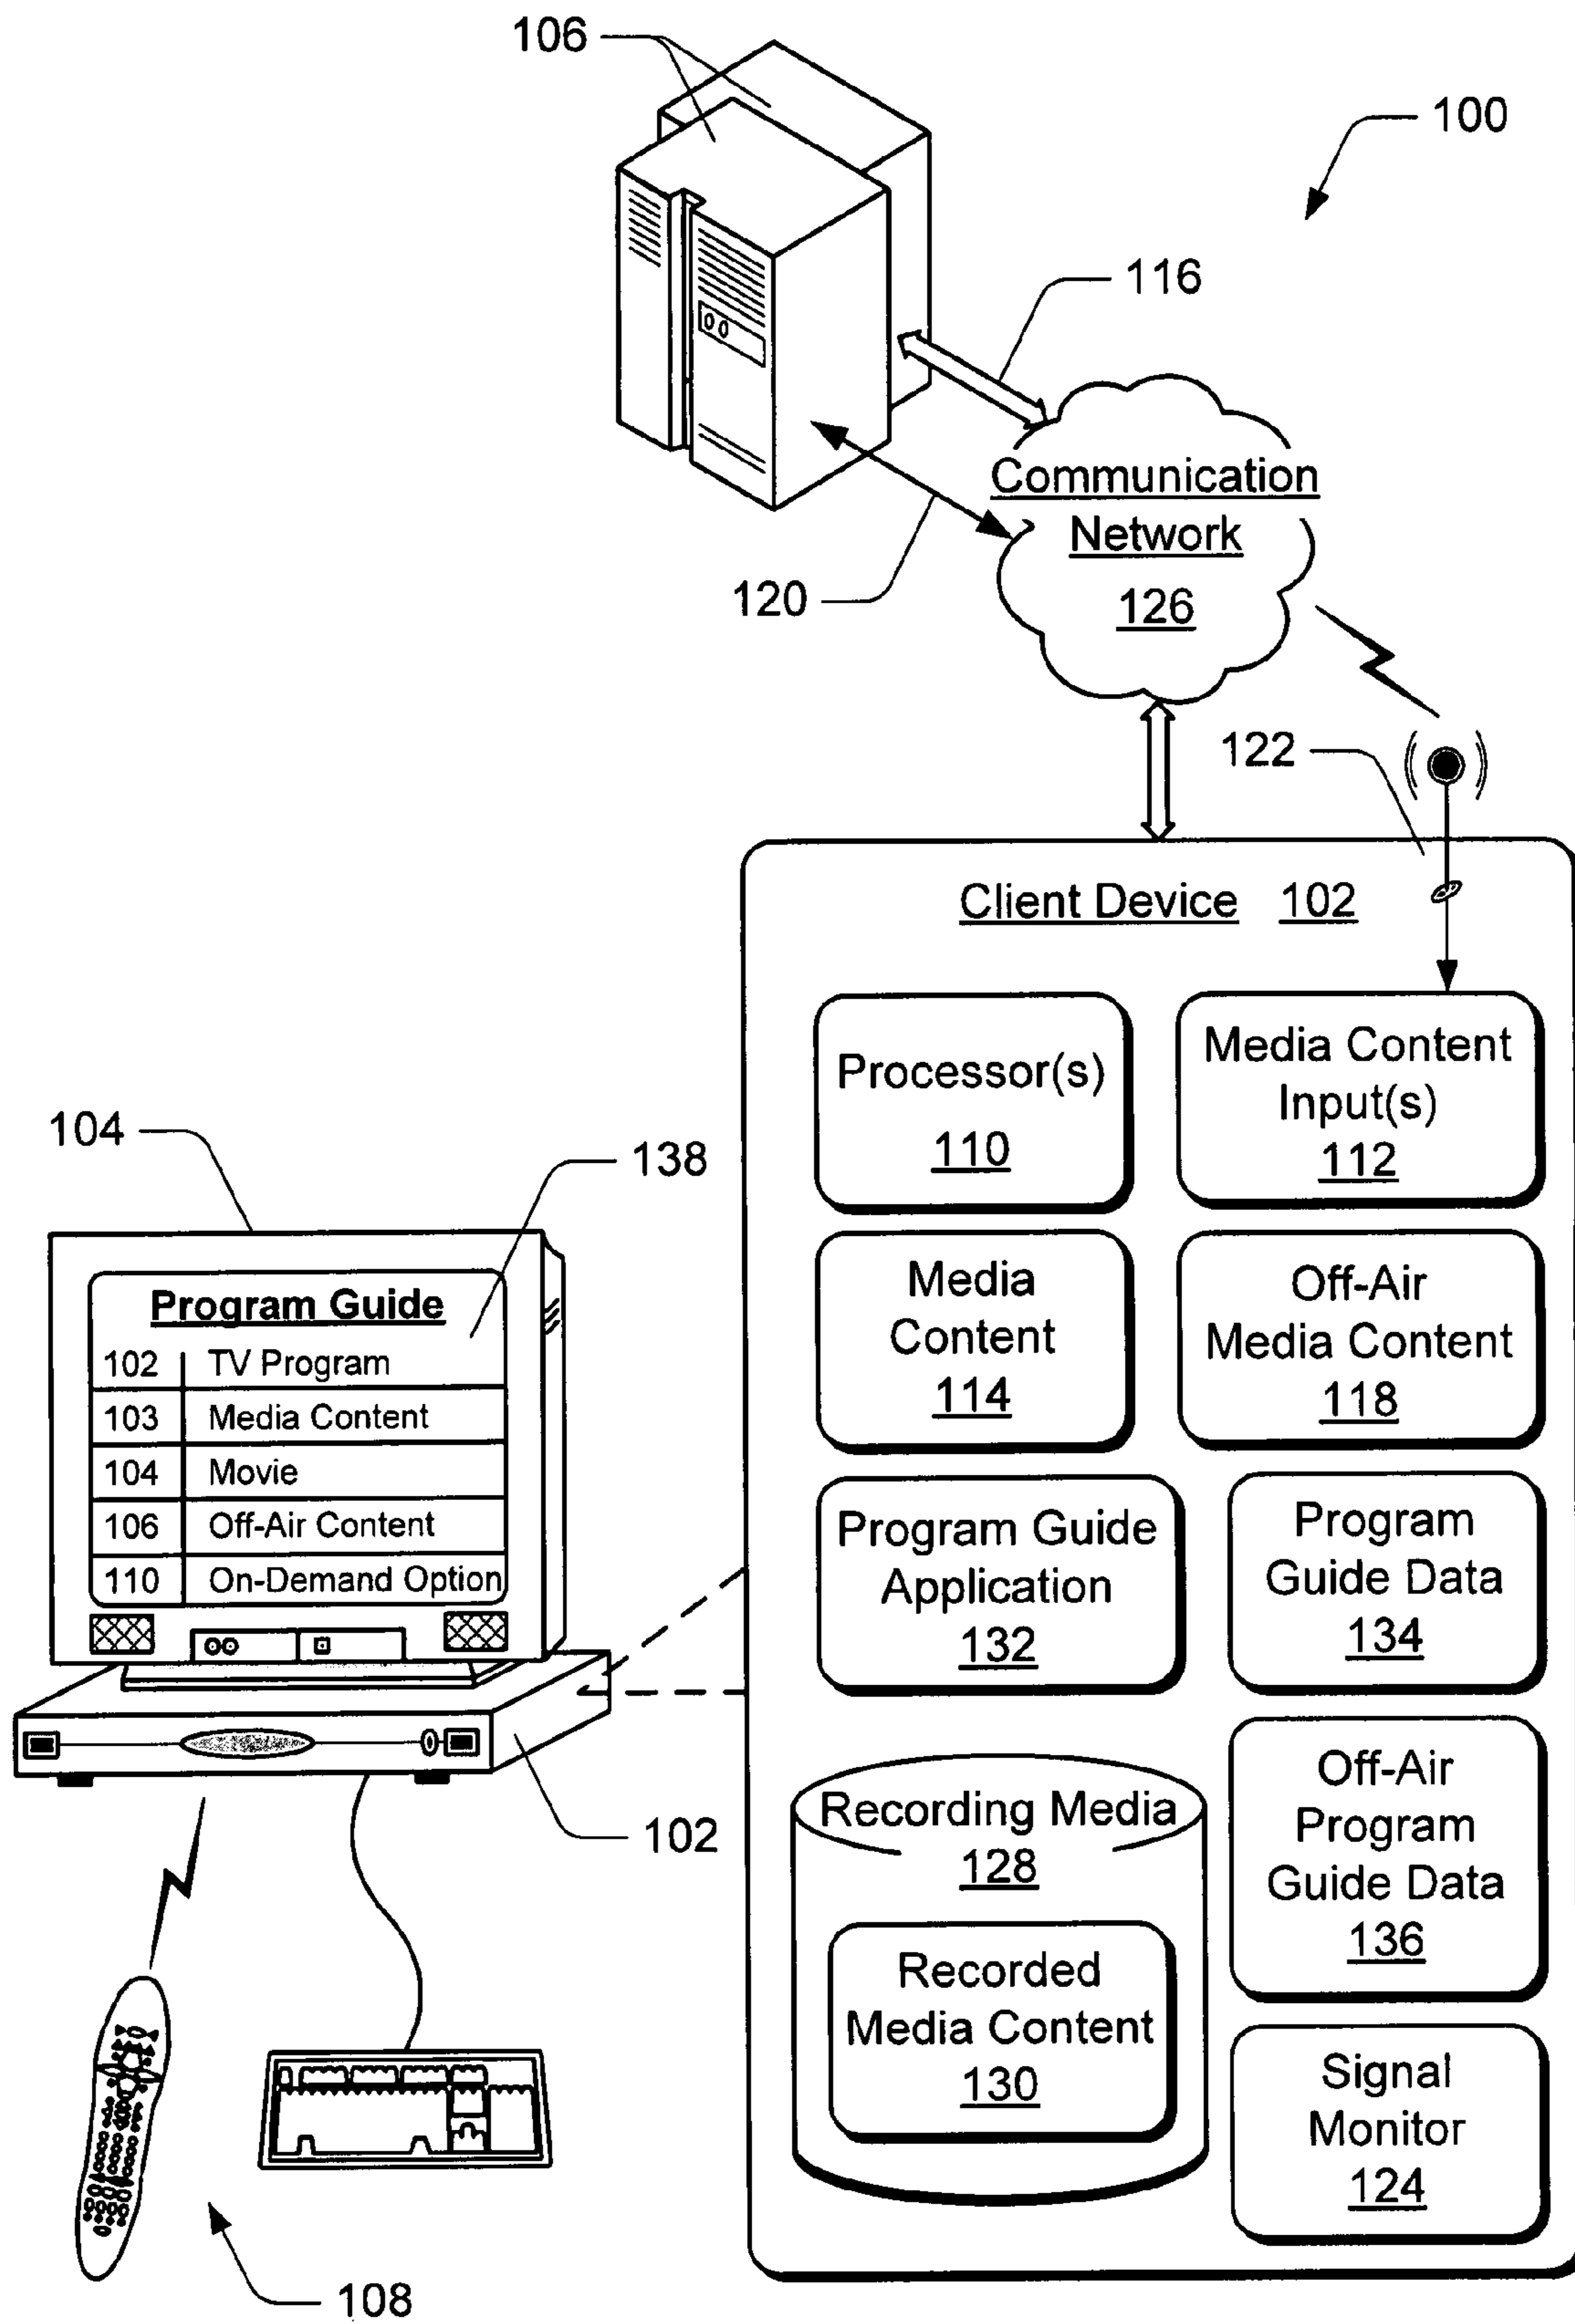 106
100
116
Communication
Network
126
120
122
Client Device 102
Processor(s)
110
Media Content
Input(s)
112
Media
Content
114
Off-Air
Media Content
118
Program Guide
Application
132
Program
Guide Data
134
Recording Media
128
Recorded
Media Content
130
Off-Air
Program
Guide Data
136
Signal
Monitor
124
104
138
Program Guide
102 TV Program
103 Media Content
104 Movie
106 Off-Air Content
110 On-Demand Option
102
108